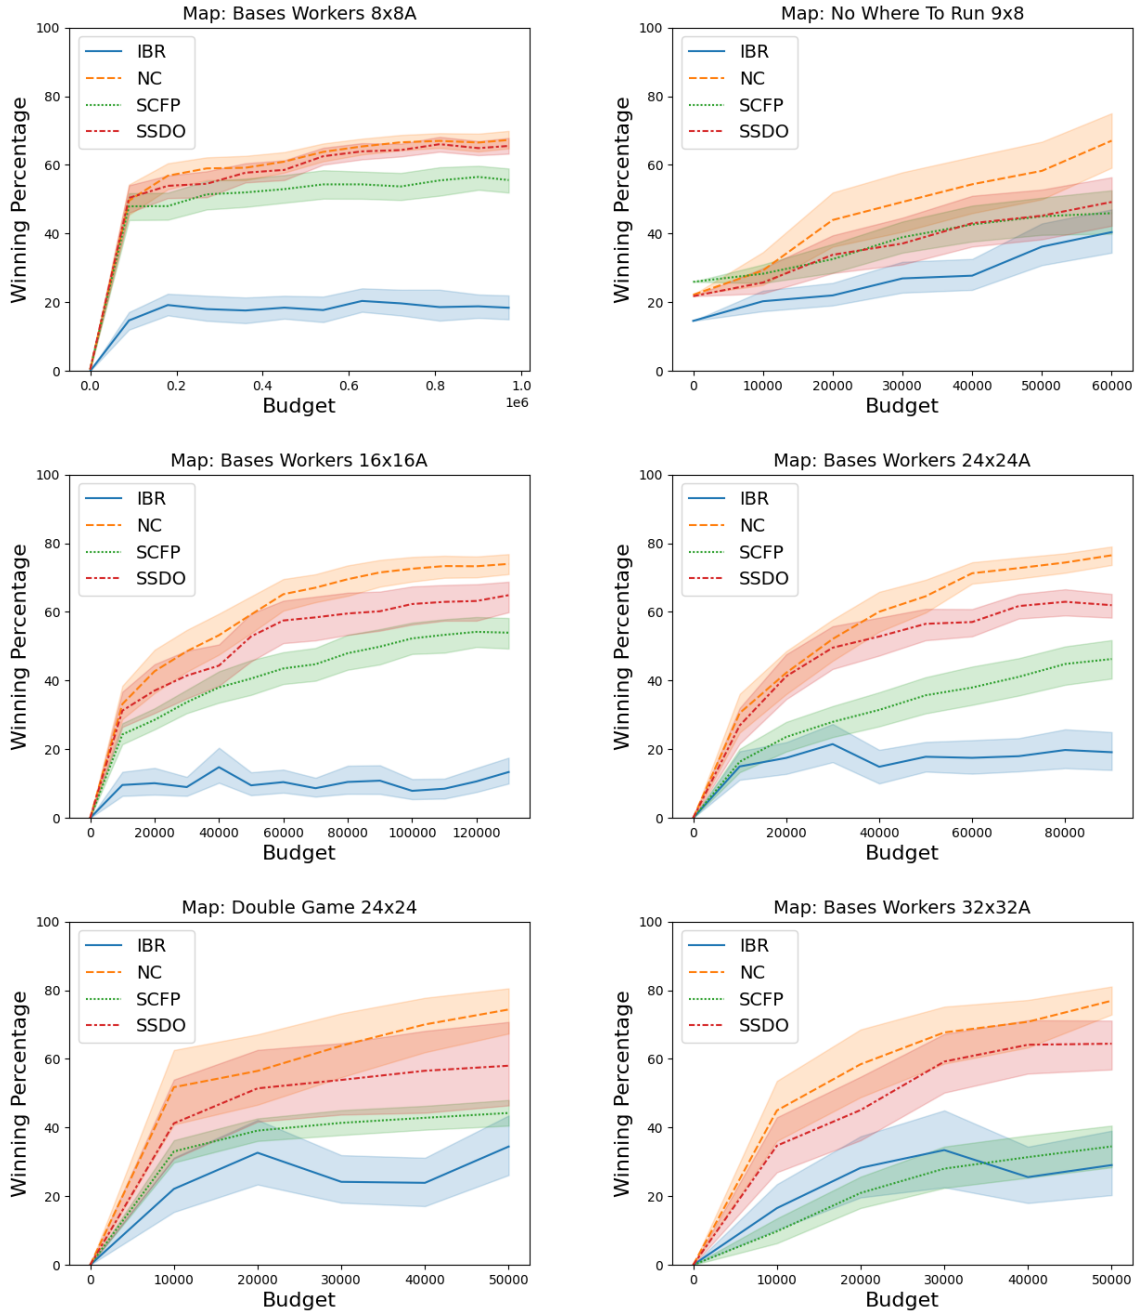 Map: Bases Workers 8x8A
100
80
60
40
20
0
Winning Percentage
IBR
NC
SCFP
SSDO
0.0 0.2 0.4 0.6 0.8 1.0
1e6
Budget
Map: No Where To Run 9x8
100
80
60
40
20
0
Winning Percentage
IBR
NC
SCFP
SSDO
0 10000 20000 30000 40000 50000 60000
Budget
Map: Bases Workers 16x16A
100
80
60
40
20
0
Winning Percentage
IBR
NC
SCFP
SSDO
0 20000 40000 60000 80000 100000 120000
Budget
Map: Bases Workers 24x24A
100
80
60
40
20
0
Winning Percentage
IBR
NC
SCFP
SSDO
0 20000 40000 60000 80000
Budget
Map: Double Game 24x24
100
80
60
40
20
0
Winning Percentage
IBR
NC
SCFP
SSDO
0 10000 20000 30000 40000 50000
Budget
Map: Bases Workers 32x32A
100
80
60
40
20
0
Winning Percentage
IBR
NC
SCFP
SSDO
0 10000 20000 30000 40000 50000
Budget